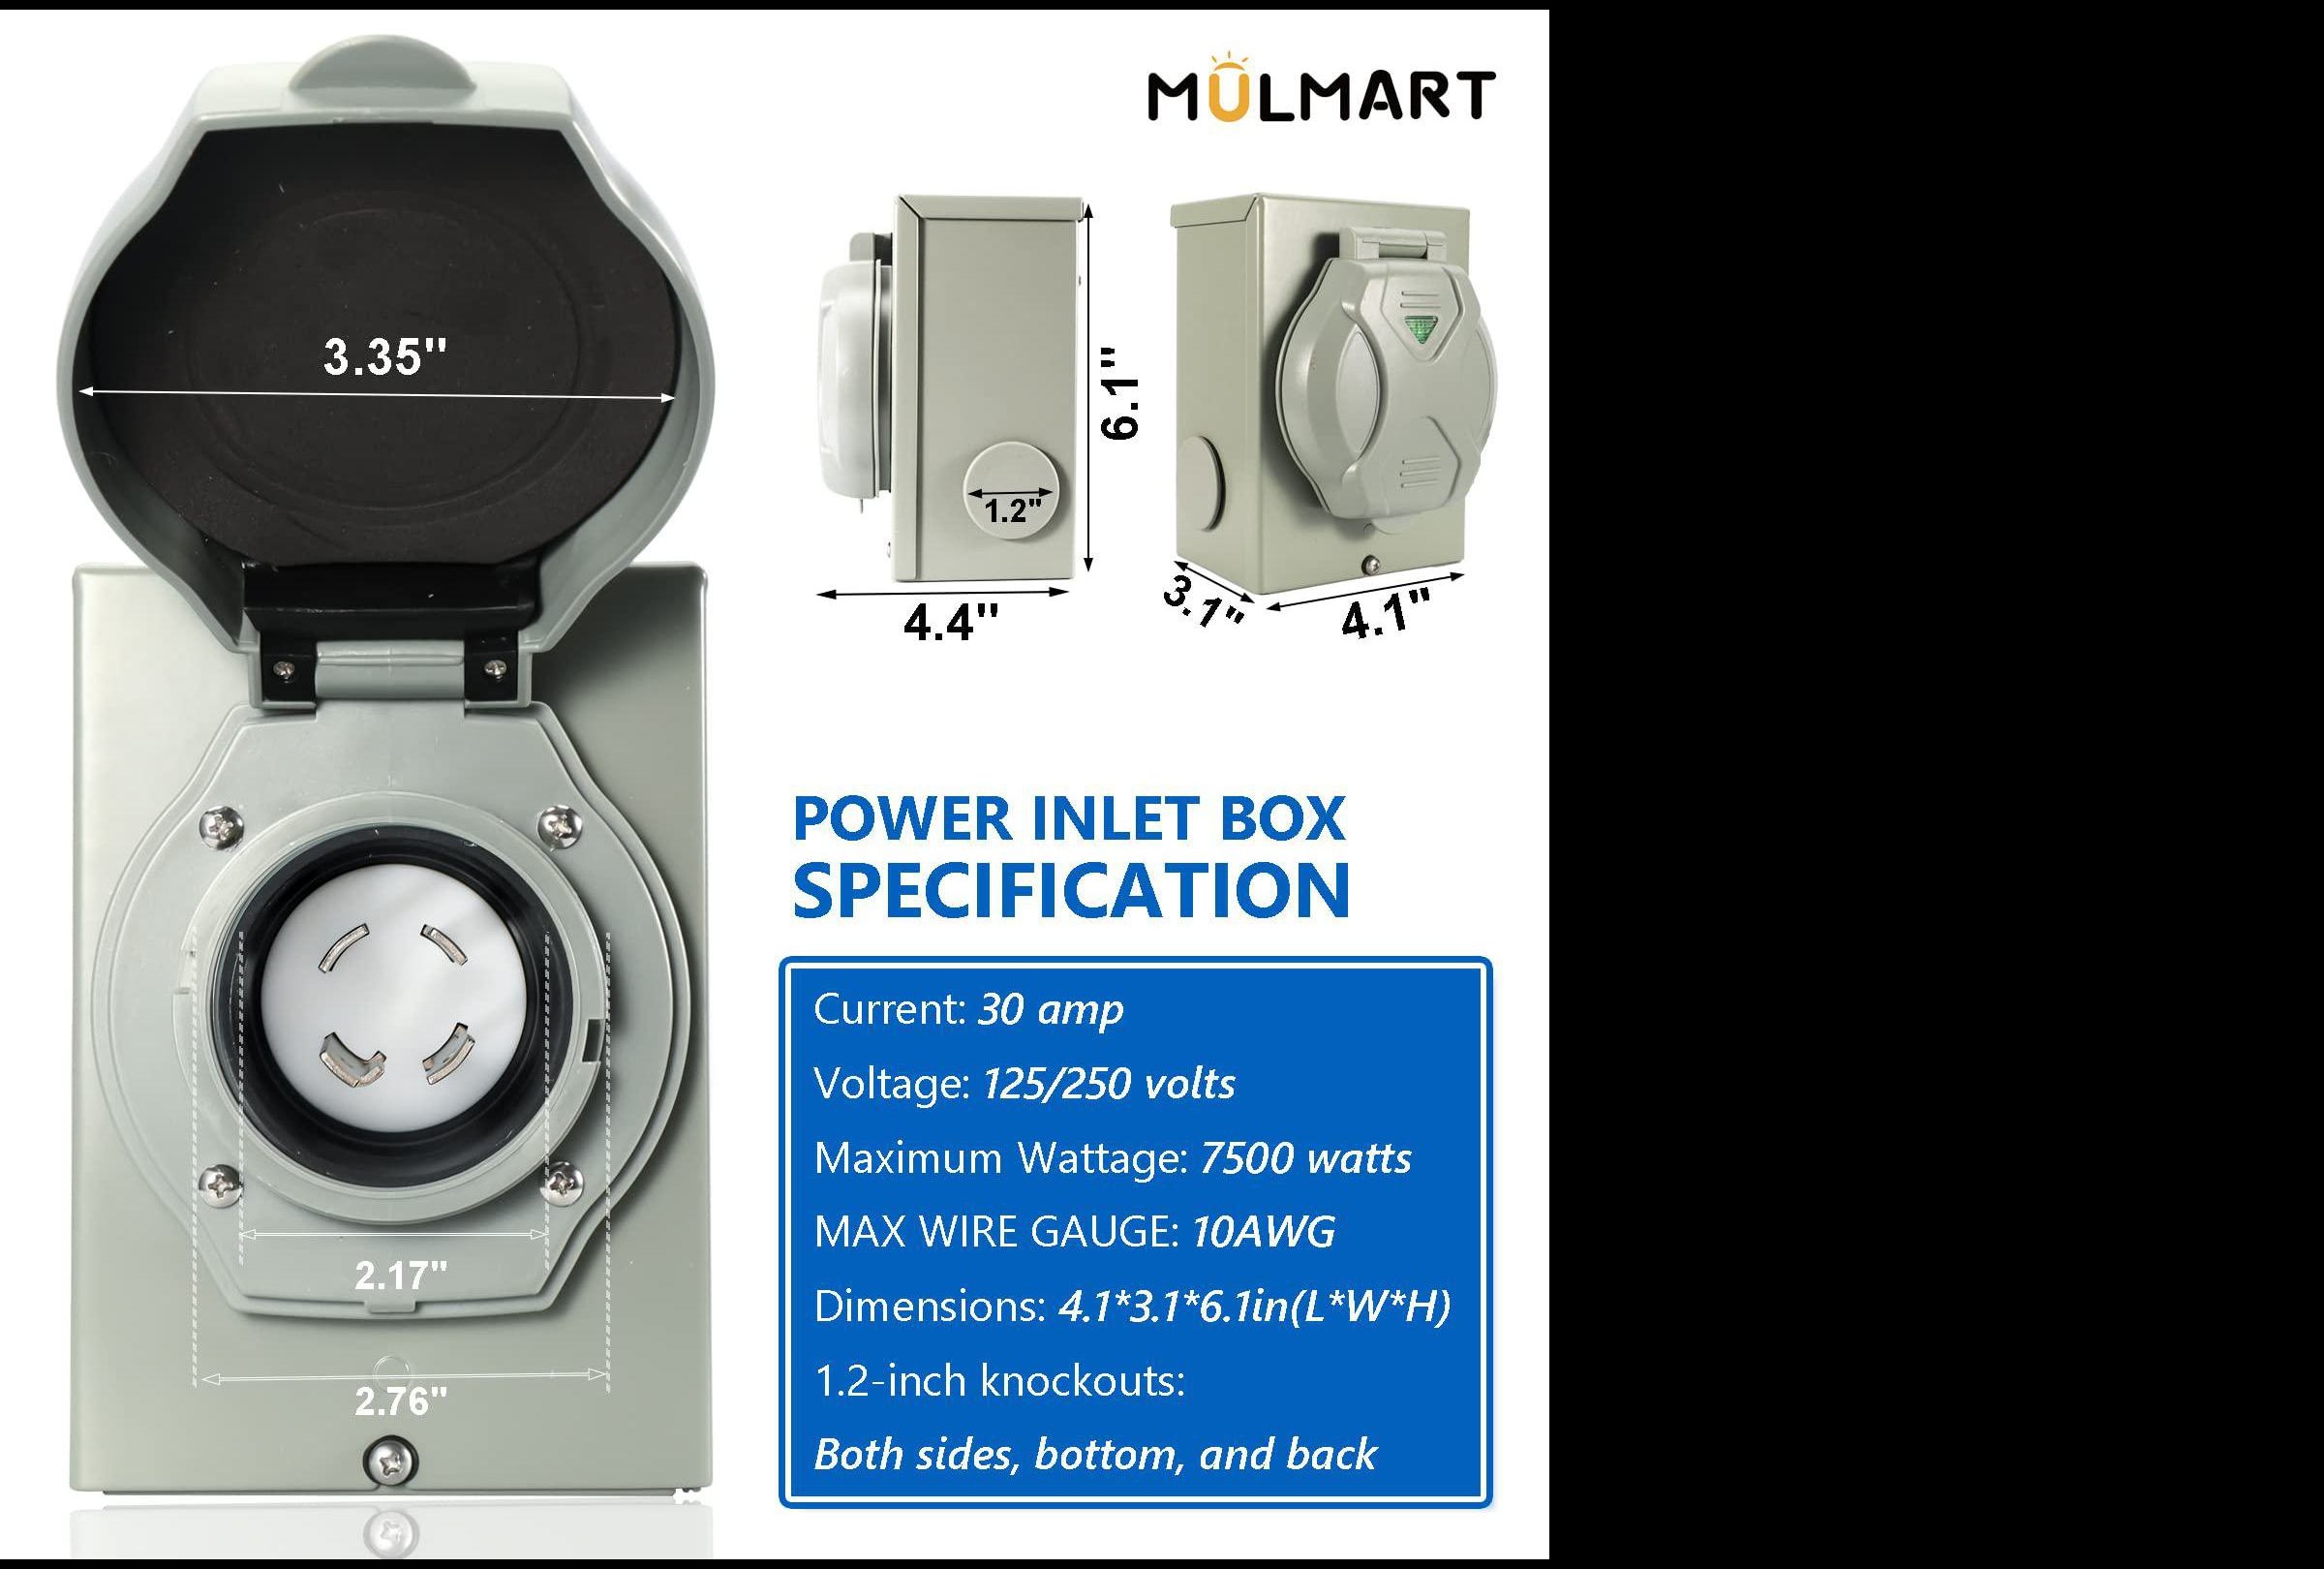 MULMART
3.35"
6.1"
1.2"
4.4"
3.1"
4.1"
POWER INLET BOX
SPECIFICATION
Current: 30 amp
Voltage: 125/250 volts
Maximum Wattage: 7500 watts
MAX WIRE GAUGE: 10AWG
Dimensions: 4.1*3.1*6.1in(L*W*H)
1.2-inch knockouts:
Both sides, bottom, and back
2.17"
2.76"